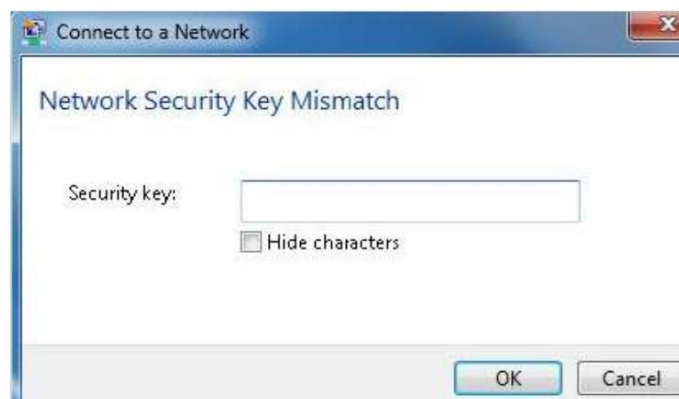 Connect to a Network
Network Security Key Mismatch
Security key:
Hide characters
OK
Cancel